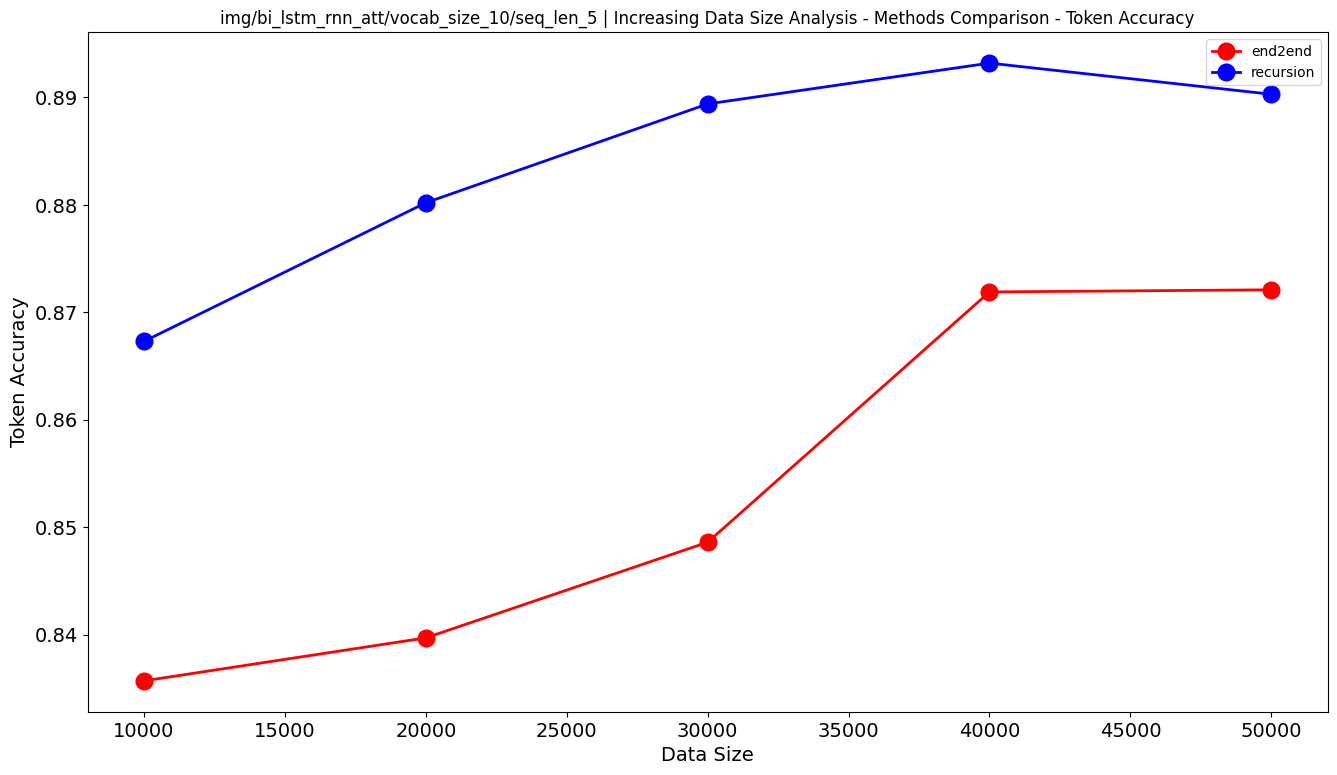 img/bi_lstm_rnn_att/vocab_size_10/seq_len_5 | Increasing Data Size Analysis - Methods Comparison - Token Accuracy
end2end
recursion
0.89
0.88
0.87
0.86
0.85
0.84
Token Accuracy
10000 15000 20000 25000 30000 35000 40000 45000 50000
Data Size